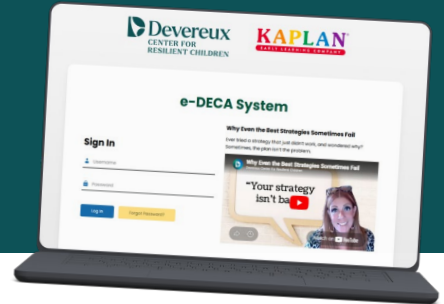 Devereux
CENTER FOR
RESILIENT CHILDREN
KAPLAN
EARLY LEARNING COMPANY
e-DECA System
Sign In
Username
Password
Log In
Forgot Password?
Why Even the Best Strategies Sometimes Fail
Ever tried a strategy that just didn't work, and wondered why?
Sometimes, the plan isn't the problem.
Why Even the Best Strategies Sometimes Fail
"Your strategy
isn't ba
Watch on YouTube